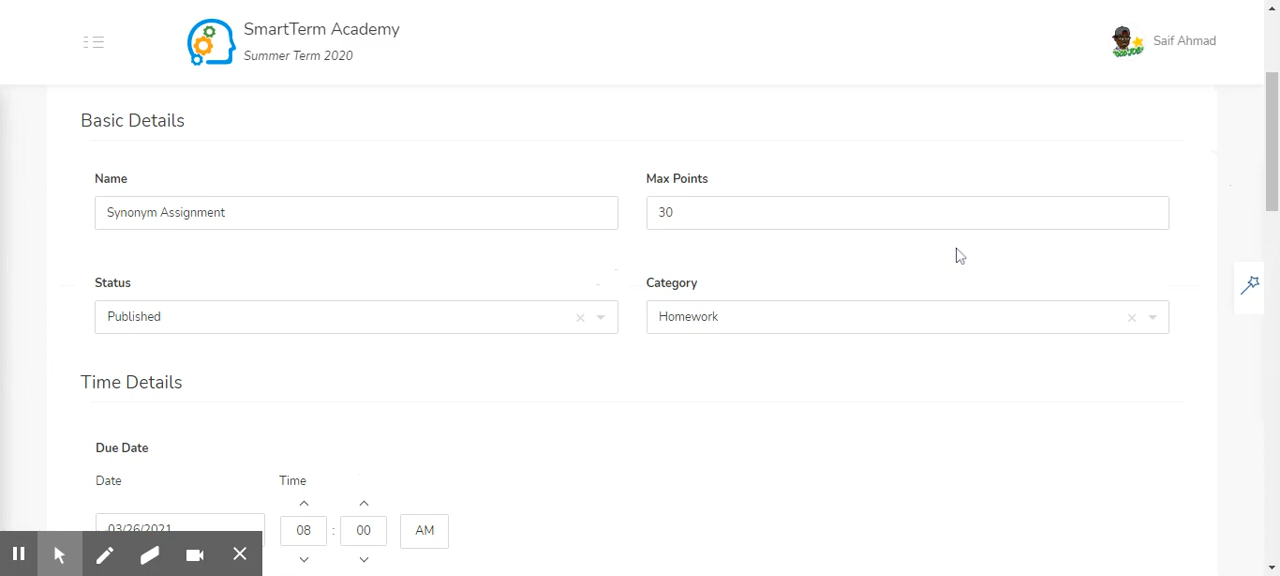 SmartTerm Academy
Summer Term 2020
Saif Ahmad
Basic Details
Name
Max Points
Synonym Assignment
30
Status
Category
Published
Homework
Time Details
Due Date
Date
Time
03/26/2021
08 : 00 AM